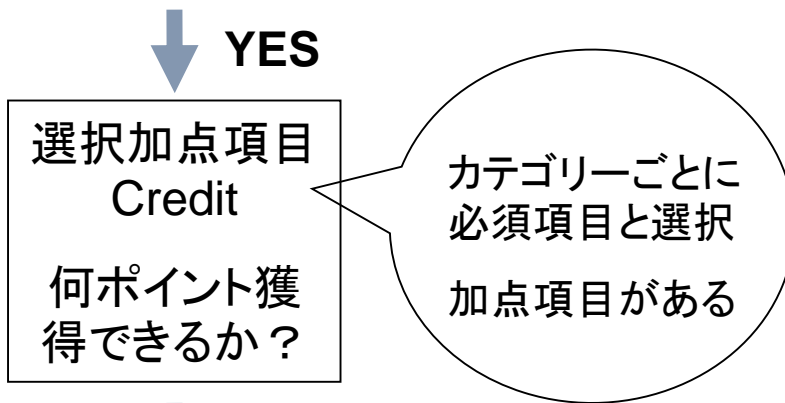 YES
選択加点項目
Credit
何ポイント獲
得できるか？
カテゴリーごとに
必須項目と選択
加点項目がある